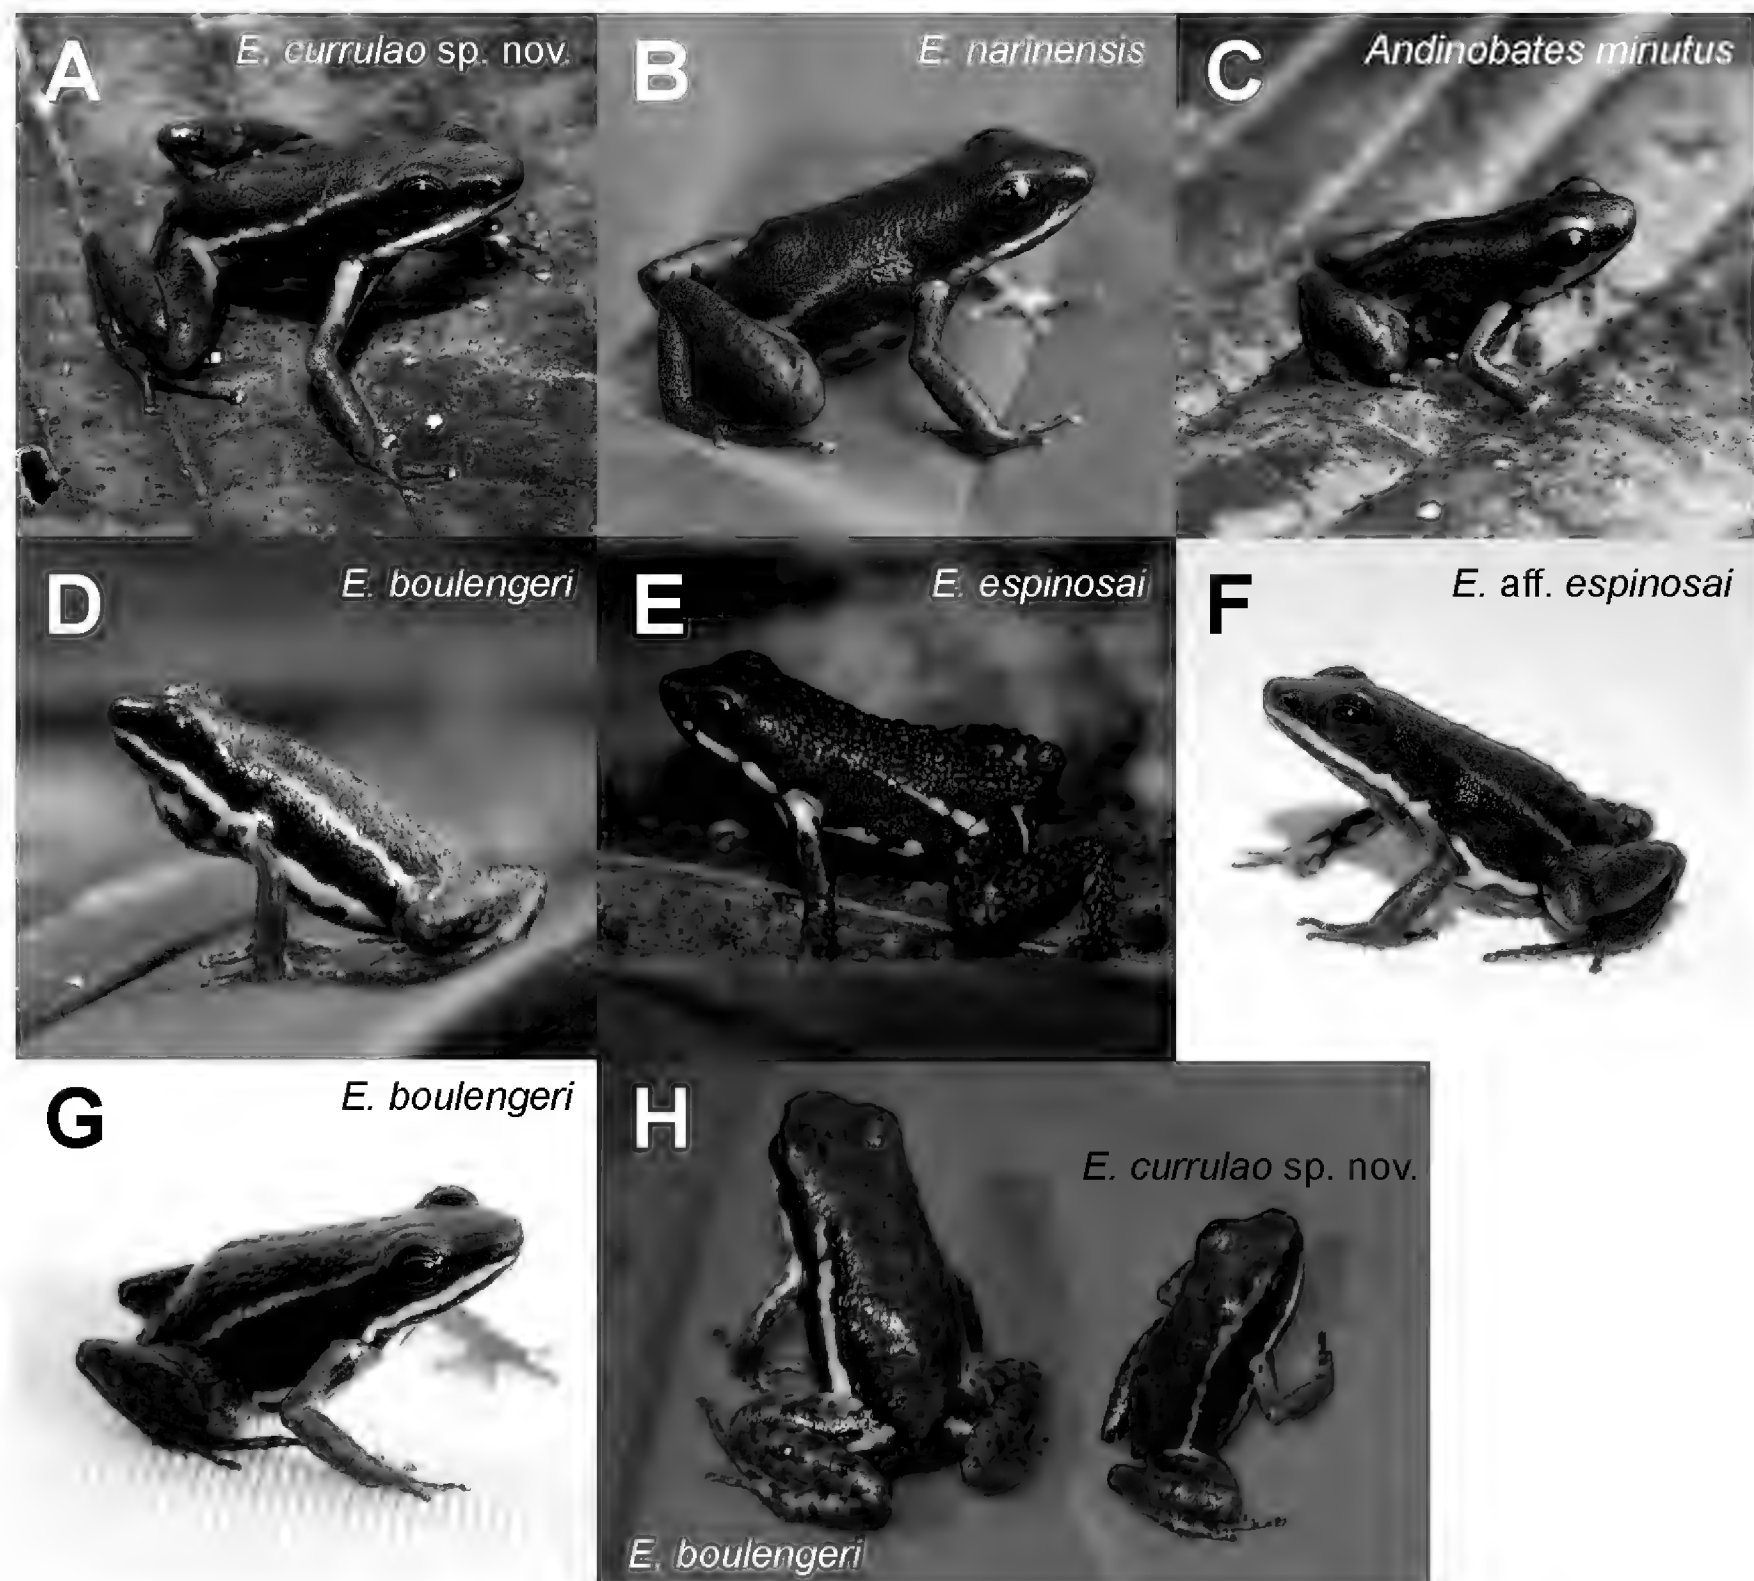 A E. currulao sp. nov.
B E. narinensis
C Andinobates minutus
D E. boulengeri
E E. espinosai
F E. aff. espinosai
G E. boulengeri
H
E. currulao sp. nov.
E. boulengeri